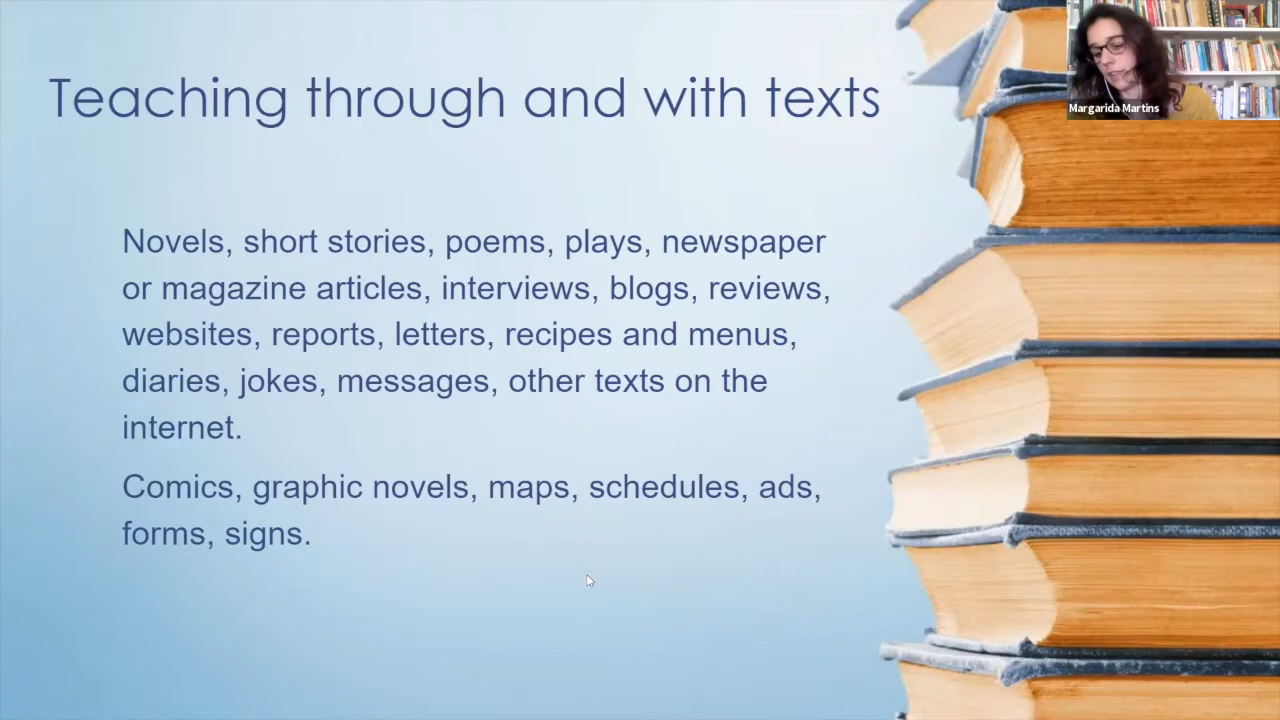 Teaching through and with texts
Margarida Martins
Novels, short stories, poems, plays, newspaper
or magazine articles, interviews, blogs, reviews,
websites, reports, letters, recipes and menus,
diaries, jokes, messages, other texts on the
internet.
Comics, graphic novels, maps, schedules, ads,
forms, signs.